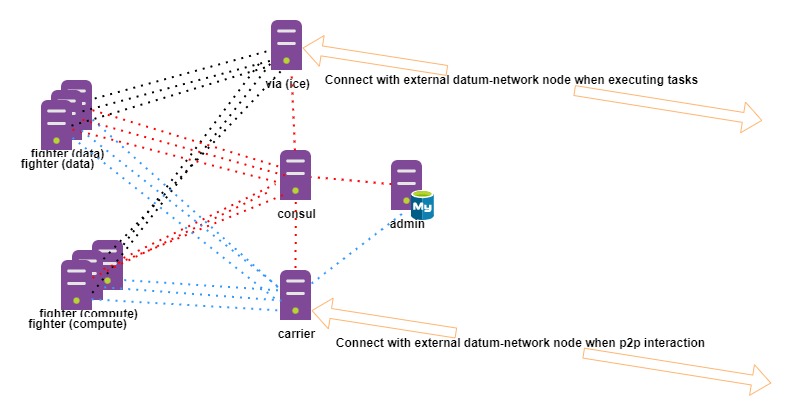 via (ice)
Connect with external datum-network node when executing tasks
fighter (data)
fighter (data)
consul
My
admin
fighter (compute)
fighter (compute)
carrier
Connect with external datum-network node when p2p interaction